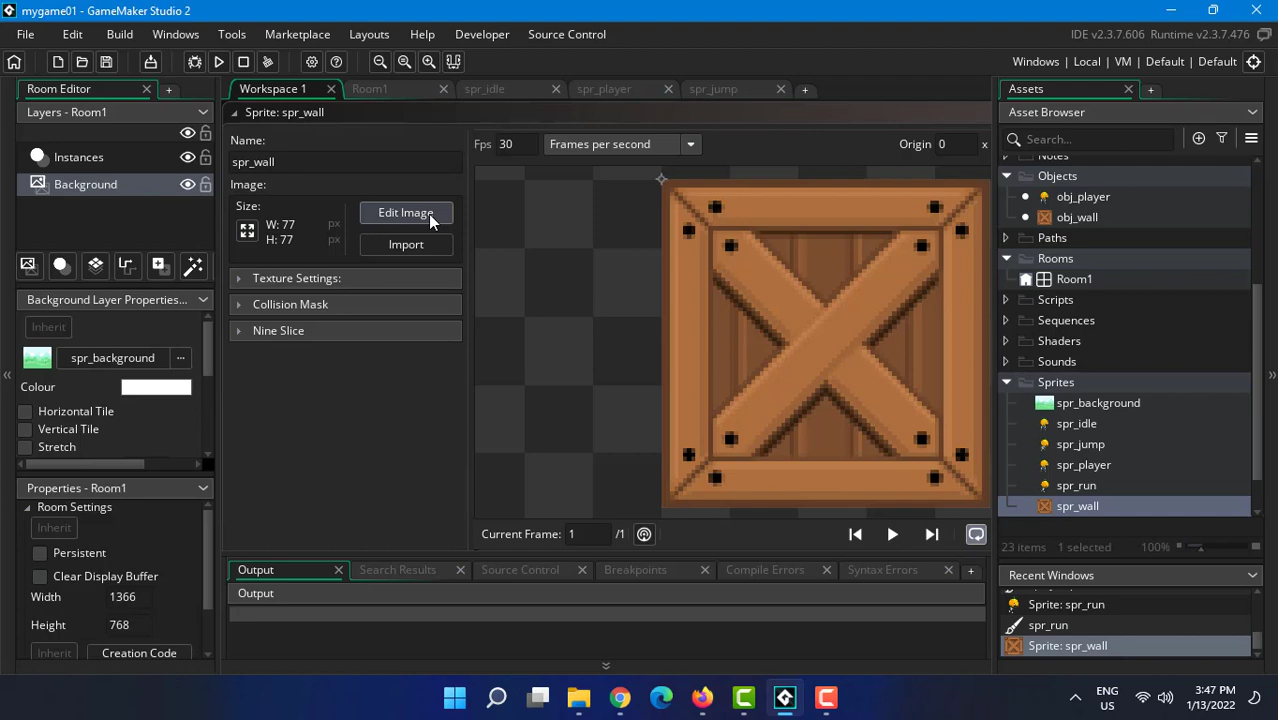 mygame01 - GameMaker Studio 2
File Edit Build Windows Tools Marketplace Layouts Help Developer Source Control
IDE v2.3.7.606 Runtime v2.3.7.476
Windows | Local | VM | Default | Default
Room Editor
Layers - Room1
Instances
Background
Background Layer Properties...
Inherit
spr_background ...
Colour
Horizontal Tile
Vertical Tile
Stretch
Properties - Room1
Room Settings
Inherit
Persistent
Clear Display Buffer
Width 1366
Height 768
Inherit Creation Code
Workspace 1 Room1 spr_idle spr_player spr_jump
Sprite: spr_wall
Name:
spr_wall
Image:
Size:
W: 77 px
H: 77 px
Edit Image
Import
Texture Settings:
Collision Mask
Nine Slice
Fps 30 Frames per second Origin 0 x
Current Frame: 1 /1
Output Search Results Source Control Breakpoints Compile Errors Syntax Errors
Output
Assets
Asset Browser
Search...
Notes
Objects
obj_player
obj_wall
Paths
Rooms
Room1
Scripts
Sequences
Shaders
Sounds
Sprites
spr_background
spr_idle
spr_jump
spr_player
spr_run
spr_wall
23 items 1 selected 100%
Recent Windows
Sprite: spr_run
spr_run
Sprite: spr_wall
ENG
US
3:47 PM
1/13/2022